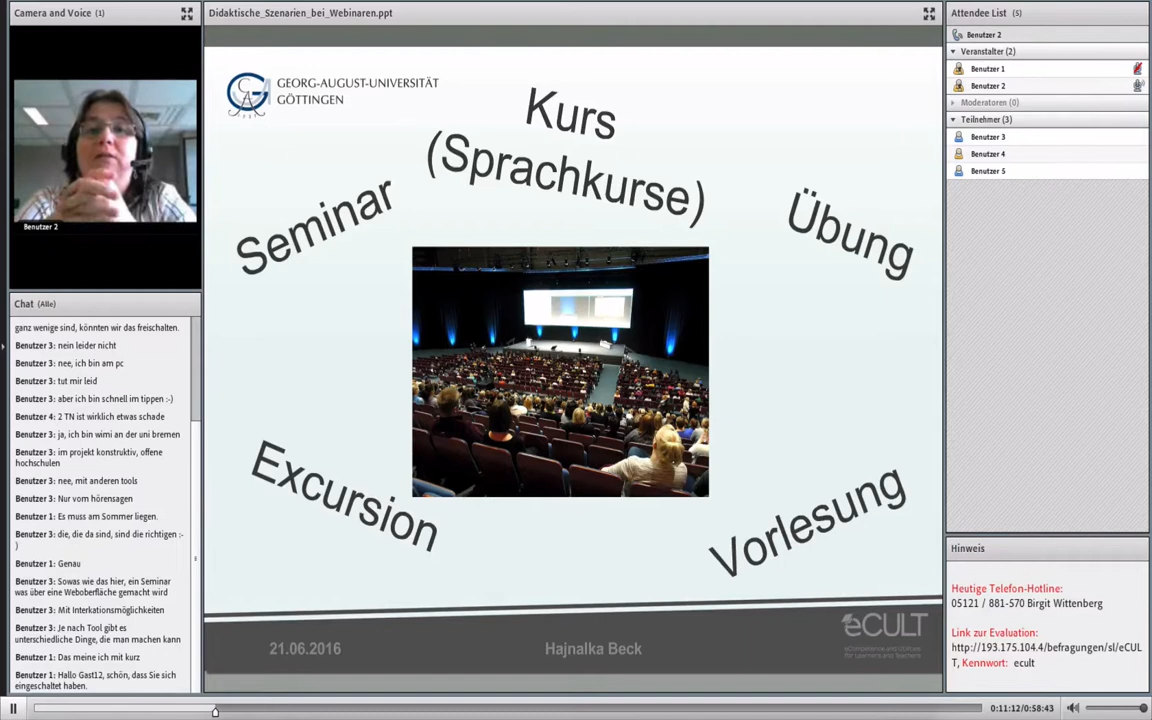 Camera and Voice (1)
Benutzer 2
Chat (Alle)
ganz wenige sind, könnten wir das freischalten.
Benutzer 3: nein leider nicht
Benutzer 3: nee, ich bin am pc
Benutzer 3: tut mir leid
Benutzer 3: aber ich bin schnell im tippen :-)
Benutzer 4: 2 TN ist wirklich etwas schade
Benutzer 3: ja, ich bin wimi an der uni bremen
Benutzer 3: im projekt konstruktiv, offene
hochschulen
Benutzer 3: nee, mit anderen tools
Benutzer 3: Nur vom hörensagen
Benutzer 1: Es muss am Sommer liegen.
Benutzer 3: die, die da sind, sind die richtigen :-
)
Benutzer 1: Genau
Benutzer 3: Sowas wie das hier, ein Seminar
was über eine Weboberfläche gemacht wird
Benutzer 3: Mit Interkationsmöglichkeiten
Benutzer 3: Je nach Tool gibt es
unterschiedliche Dinge, die man machen kann
Benutzer 1: Das meine ich mit kurz
Benutzer 1: Hallo Gast12, schön, dass Sie sich
eingeschaltet haben.
Didaktische_Szenarien_bei_Webinaren.ppt
GEORG-AUGUST-UNIVERSITÄT
GÖTTINGEN
Kurs
(Sprachkurse)
Seminar
Übung
Excursion
Vorlesung
21.06.2016
Hajnalka Beck
eCULT
Attendee List (5)
Benutzer 2
Veranstalter (2)
Benutzer 1
Benutzer 2
Moderatoren (0)
Teilnehmer (3)
Benutzer 3
Benutzer 4
Benutzer 5
Hinweis
Heutige Telefon-Hotline:
05121 / 881-570 Birgit Wittenberg
Link zur Evaluation:
http://193.175.104.4/befragungen/sl/eCUL
T, Kennwort: ecult
0:11:12/0:58:43